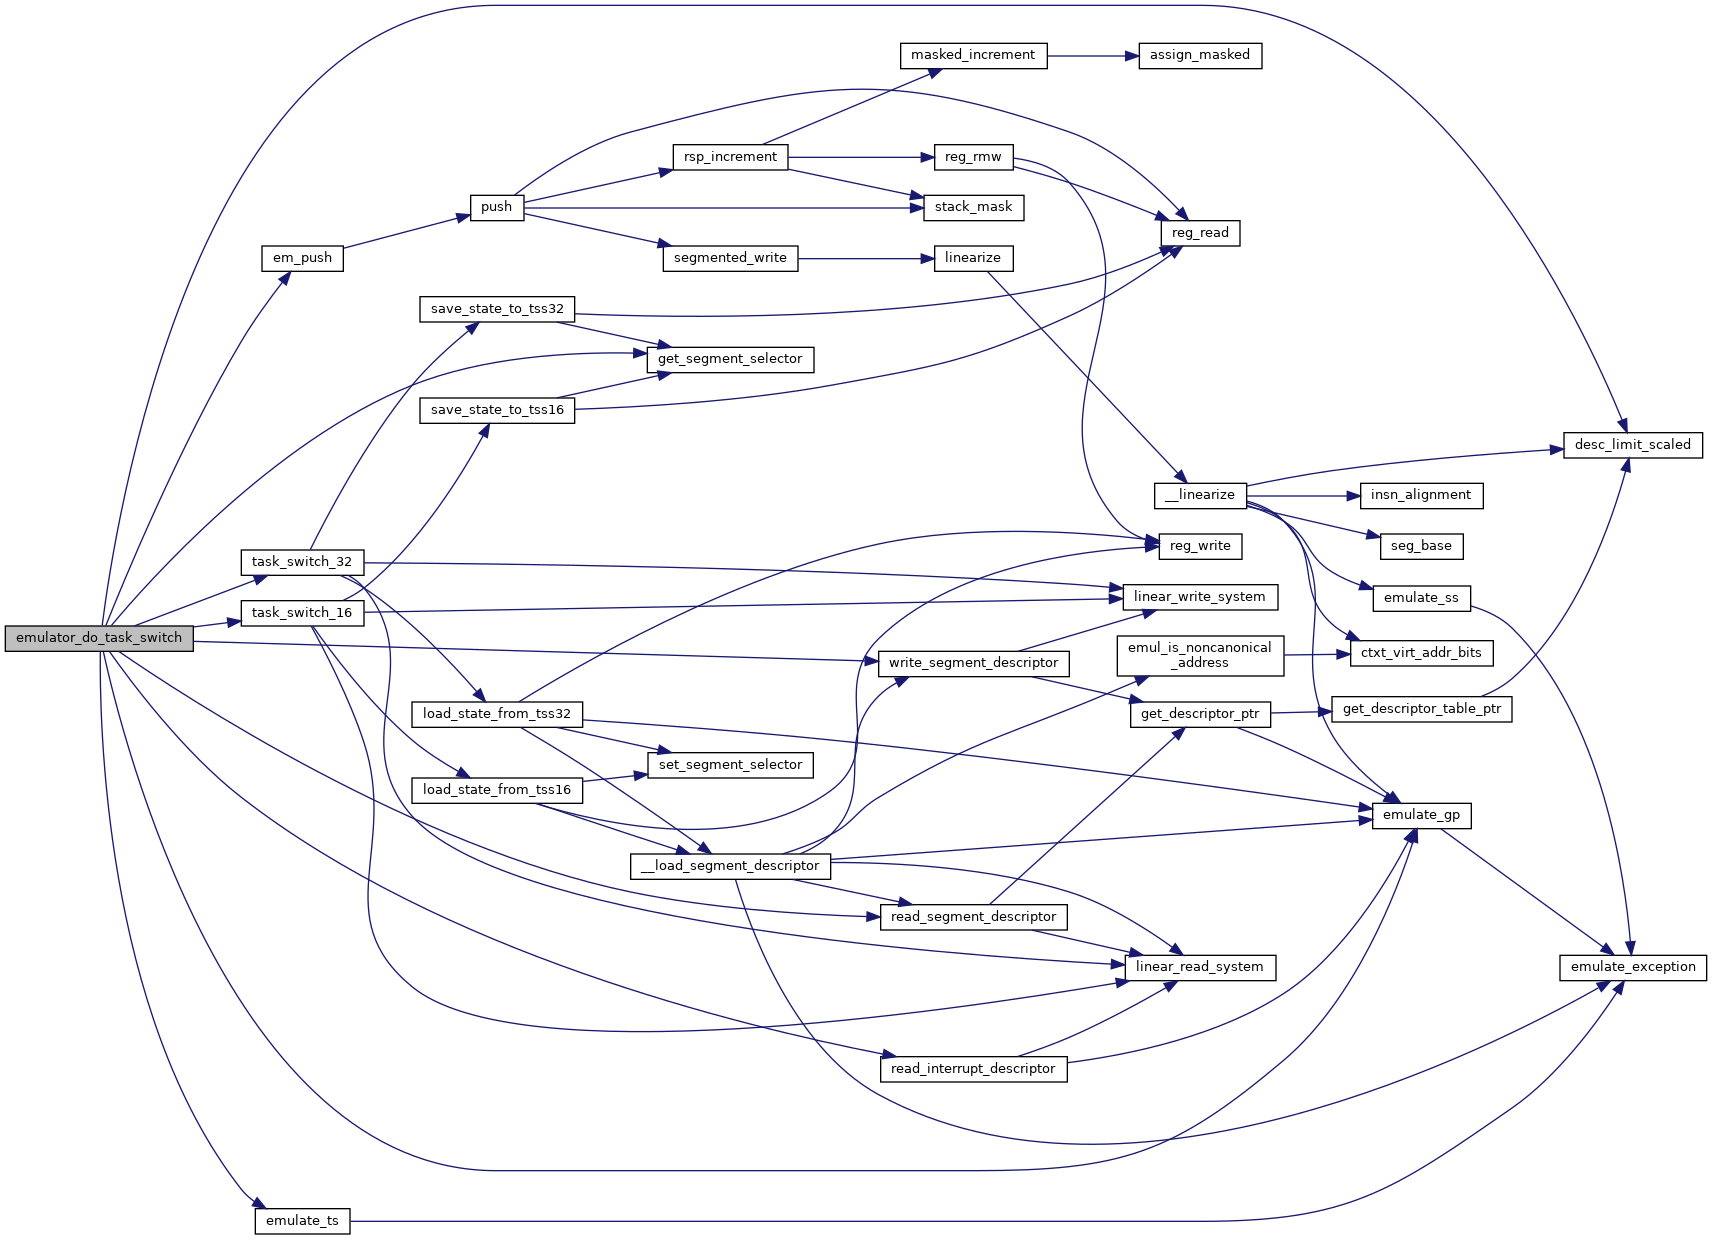 masked_increment
assign_masked
rsp_increment
reg_rmw
push
stack_mask
reg_read
em_push
segmented_write
linearize
save_state_to_tss32
get_segment_selector
save_state_to_tss16
desc_limit_scaled
__linearize
insn_alignment
reg_write
seg_base
task_switch_32
linear_write_system
emulate_ss
task_switch_16
emulator_do_task_switch
write_segment_descriptor
emul_is_noncanonical
_address
ctxt_virt_addr_bits
load_state_from_tss32
get_descriptor_ptr
get_descriptor_table_ptr
set_segment_selector
load_state_from_tss16
emulate_gp
__load_segment_descriptor
read_segment_descriptor
linear_read_system
emulate_exception
read_interrupt_descriptor
emulate_ts